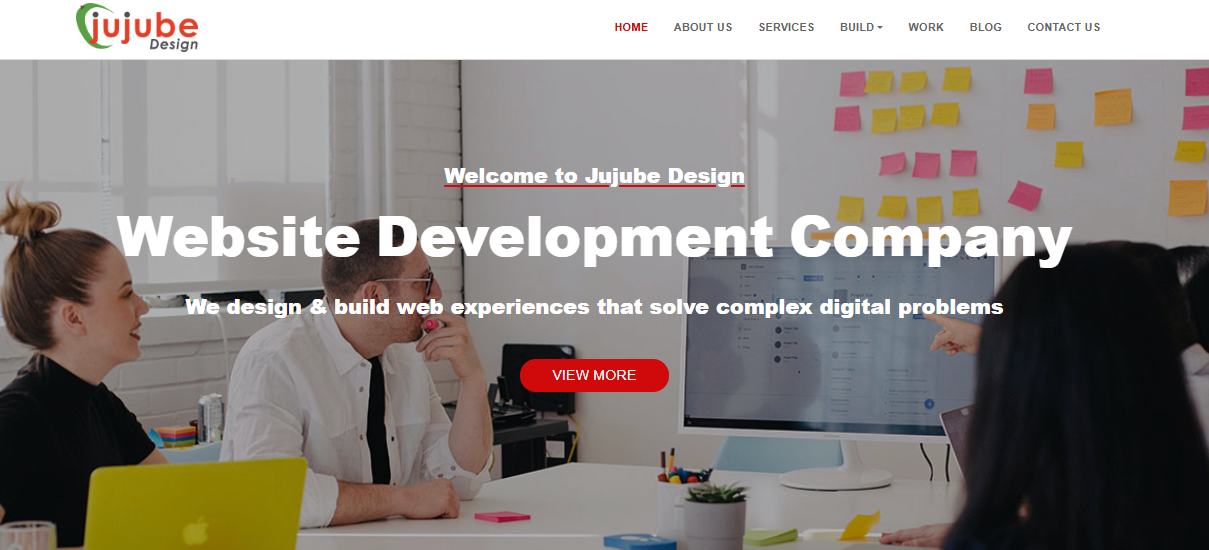 jujube
Design
HOME ABOUT US SERVICES BUILD WORK BLOG CONTACT US
Welcome to Jujube Design
Website Development Company
We design & build web experiences that solve complex digital problems
VIEW MORE